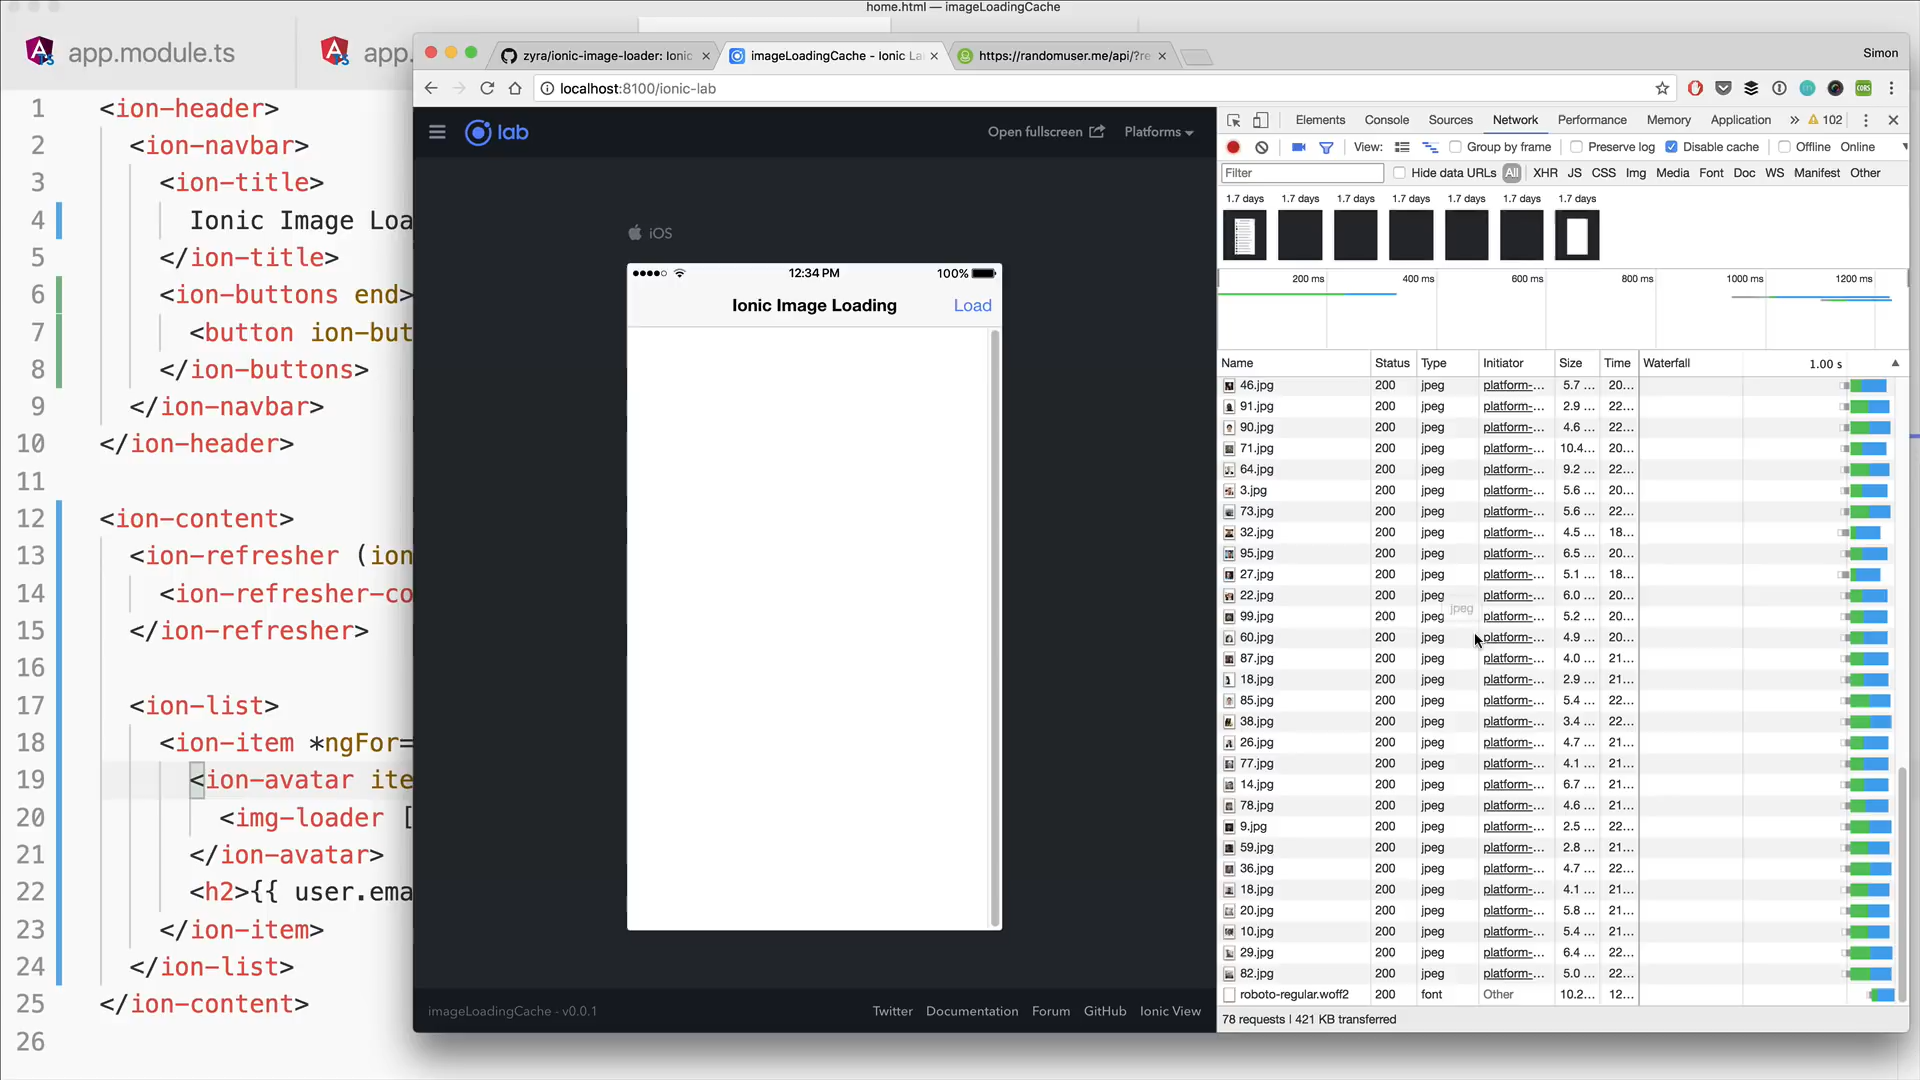 home.html — imageLoadingCache
app.module.ts
app.
zyra/ionic-image-loader: Ionic
imageLoadingCache - Ionic La
https://randomuser.me/api/?re
Simon
localhost:8100/ionic-lab
1 <ion-header>
2 <ion-navbar>
3 <ion-title>
4 Ionic Image Loa
5 </ion-title>
6 <ion-buttons end>
7 <button ion-but
8 </ion-buttons>
9 </ion-navbar>
10 </ion-header>
11
12 <ion-content>
13 <ion-refresher (ion
14 <ion-refresher-co
15 </ion-refresher>
16
17 <ion-list>
18 <ion-item *ngFor=
19 <ion-avatar ite
20 <img-loader [
21 </ion-avatar>
22 <h2>{{ user.ema
23 </ion-item>
24 </ion-list>
25 </ion-content>
26
lab
Open fullscreen
Platforms
iOS
12:34 PM
100%
Ionic Image Loading
Load
imageLoadingCache - v0.0.1
Twitter Documentation Forum GitHub Ionic View
Elements Console Sources Network Performance Memory Application » 102
View: Group by frame Preserve log Disable cache Offline Online
Filter Hide data URLs All XHR JS CSS Img Media Font Doc WS Manifest Other
1.7 days 1.7 days 1.7 days 1.7 days 1.7 days 1.7 days 1.7 days
200 ms 400 ms 600 ms 800 ms 1000 ms 1200 ms
Name Status Type Initiator Size Time Waterfall 1.00 s
46.jpg 200 jpeg platform-... 5.7 ... 20...
91.jpg 200 jpeg platform-... 2.9 ... 22...
90.jpg 200 jpeg platform-... 4.6 ... 22...
71.jpg 200 jpeg platform-... 10.4... 20...
64.jpg 200 jpeg platform-... 9.2 ... 22...
3.jpg 200 jpeg platform-... 5.6 ... 20...
73.jpg 200 jpeg platform-... 5.6 ... 22...
32.jpg 200 jpeg platform-... 4.5 ... 18...
95.jpg 200 jpeg platform-... 6.5 ... 20...
27.jpg 200 jpeg platform-... 5.1 ... 18...
22.jpg 200 jpeg platform-... 6.0 ... 20...
jpeg
99.jpg 200 jpeg platform-... 5.2 ... 20...
60.jpg 200 jpeg platform-... 4.9 ... 20...
87.jpg 200 jpeg platform-... 4.0 ... 21...
18.jpg 200 jpeg platform-... 2.9 ... 21...
85.jpg 200 jpeg platform-... 5.4 ... 22...
38.jpg 200 jpeg platform-... 3.4 ... 22...
26.jpg 200 jpeg platform-... 4.7 ... 21...
77.jpg 200 jpeg platform-... 4.1 ... 21...
14.jpg 200 jpeg platform-... 6.7 ... 21...
78.jpg 200 jpeg platform-... 4.6 ... 21...
9.jpg 200 jpeg platform-... 2.5 ... 22...
59.jpg 200 jpeg platform-... 2.8 ... 21...
36.jpg 200 jpeg platform-... 4.7 ... 22...
18.jpg 200 jpeg platform-... 4.1 ... 21...
20.jpg 200 jpeg platform-... 5.8 ... 21...
10.jpg 200 jpeg platform-... 5.4 ... 21...
29.jpg 200 jpeg platform-... 6.4 ... 22...
82.jpg 200 jpeg platform-... 5.0 ... 22...
roboto-regular.woff2 200 font Other 10.2... 12...
78 requests | 421 KB transferred